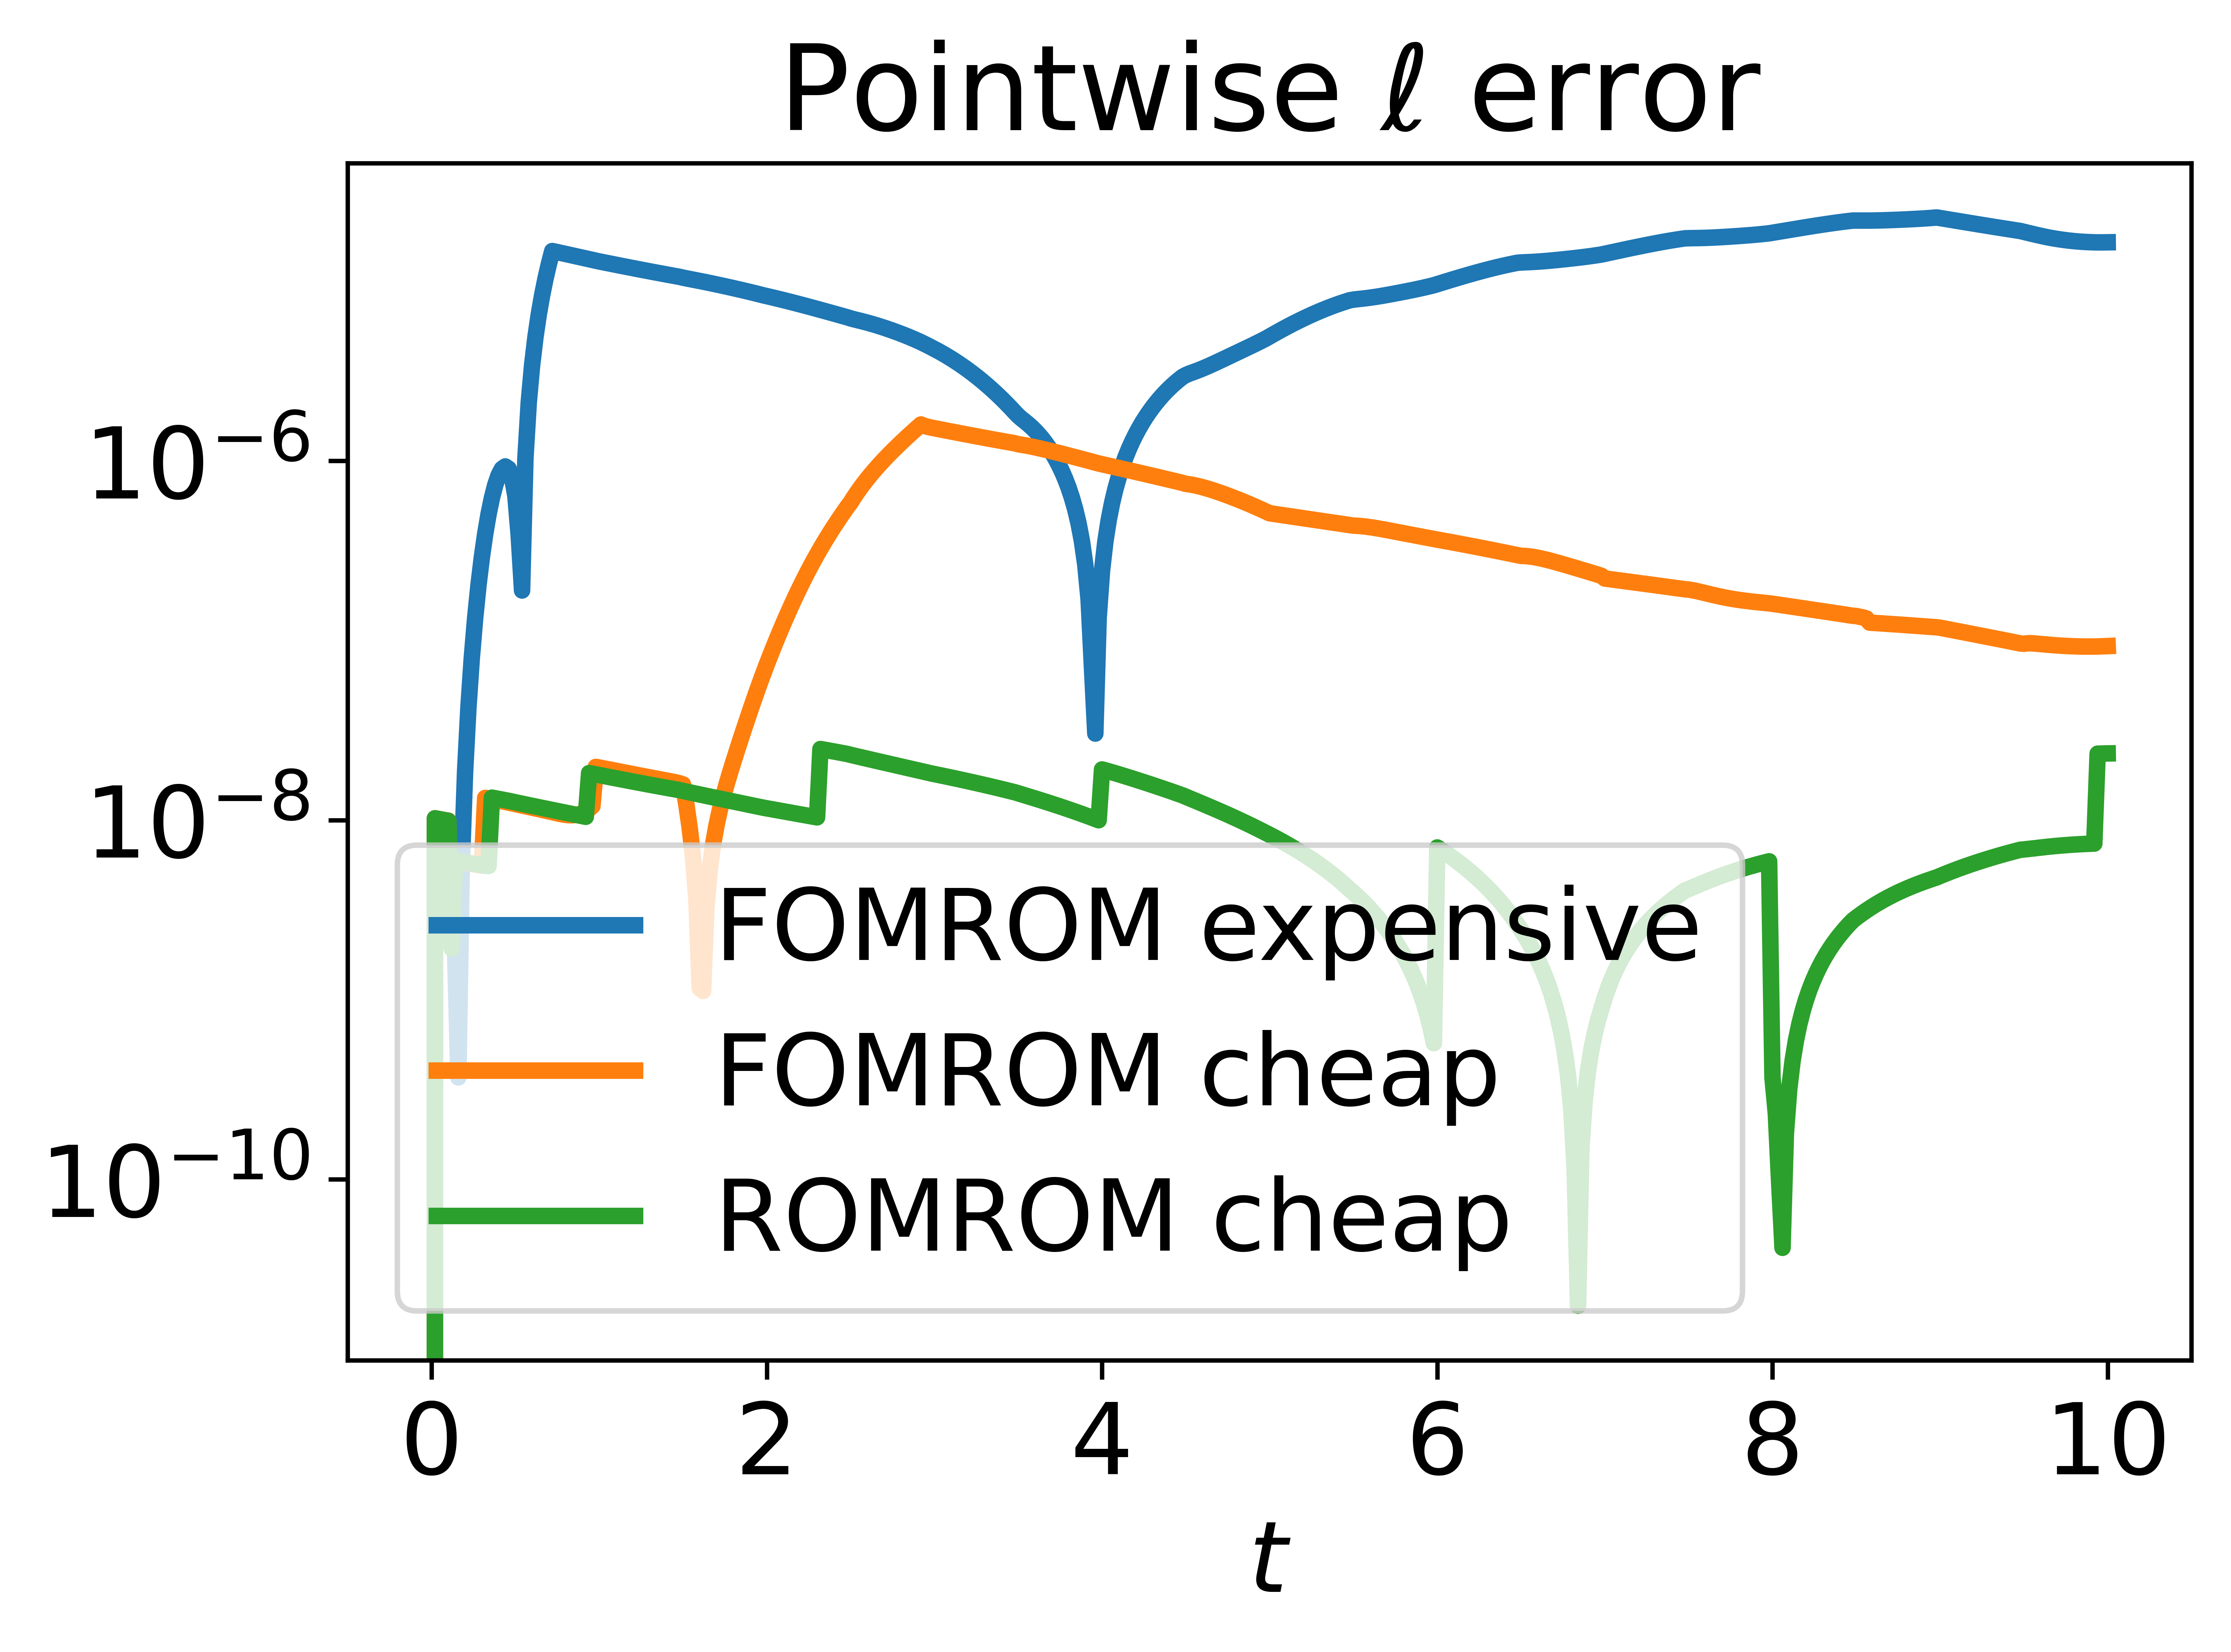 Pointwise ℓ error
10⁻⁶
10⁻⁸
10⁻¹⁰
FOMROM expensive
FOMROM cheap
ROMROM cheap
0 2 4 6 8 10
t